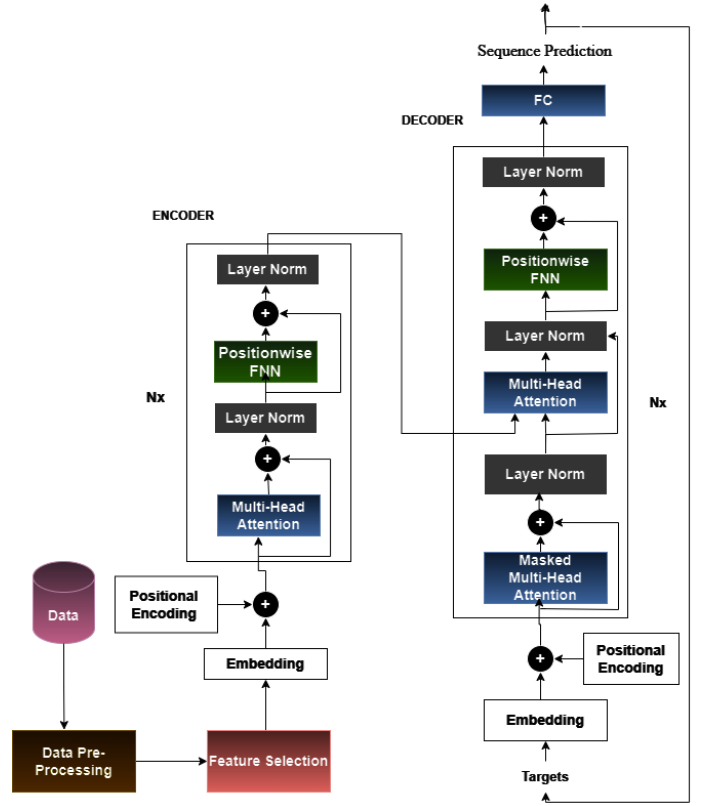 Sequence Prediction
FC
DECODER
Layer Norm
+
Positionwise
FNN
Layer Norm
Multi-Head
Attention
Nx
Layer Norm
+
Masked
Multi-Head
Attention
+
Positional
Encoding
Embedding
Targets
ENCODER
Layer Norm
+
Positionwise
FNN
Nx
Layer Norm
+
Multi-Head
Attention
Positional
Encoding
+
Embedding
Data
Data Pre-
Processing
Feature Selection